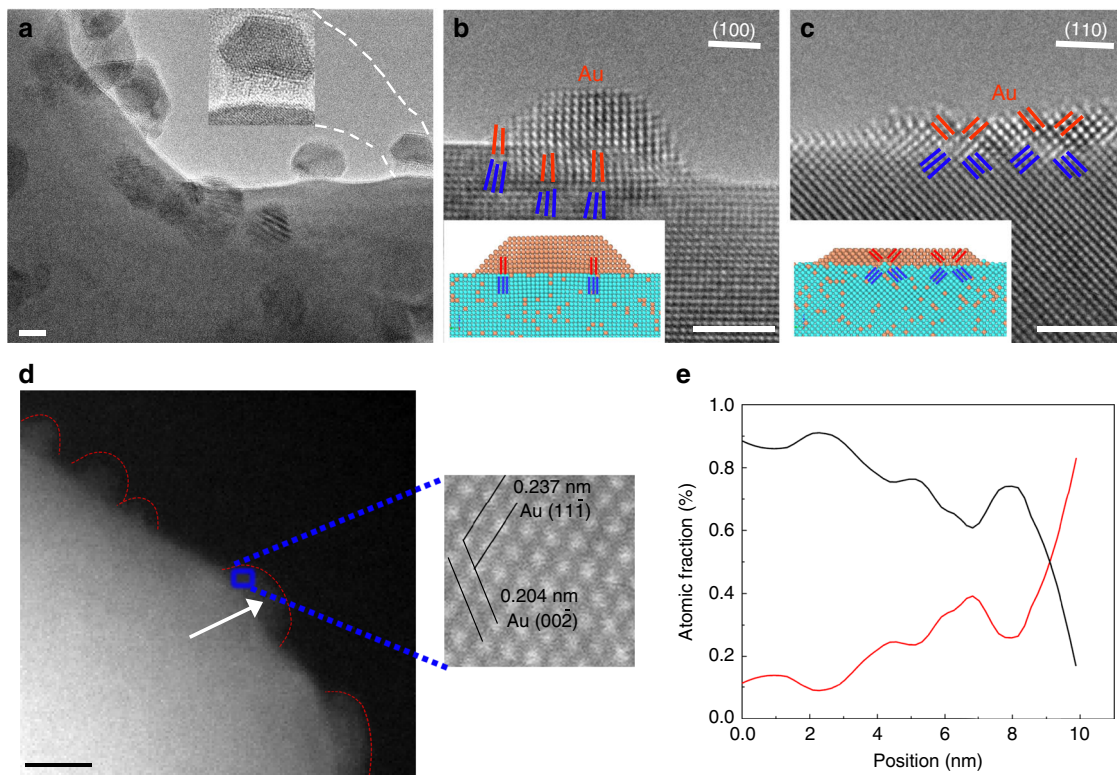 a
b
(100)
Au
c
(110)
Au
d
0.237 nm
Au (111̄)
0.204 nm
Au (002̄)
e
1.0
0.8
0.6
0.4
0.2
0.0
Atomic fraction (%)
0.0
2
4
6
8
10
Position (nm)